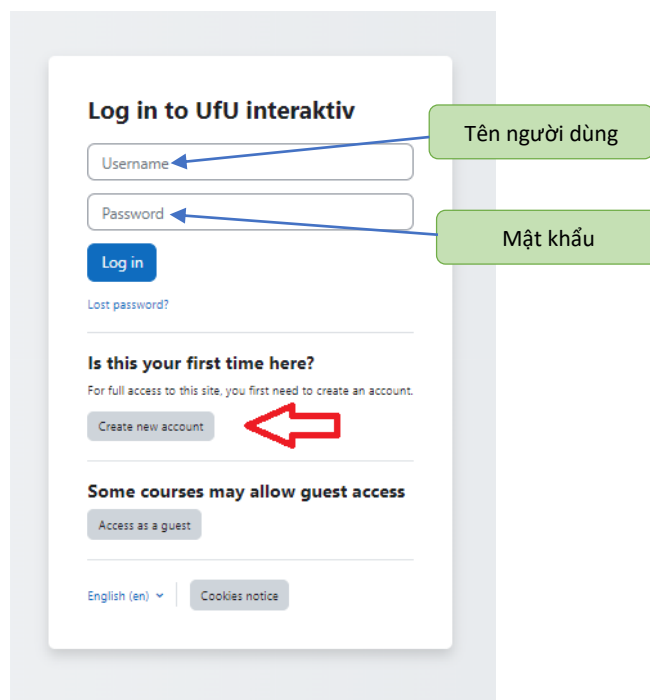 Log in to UfU interaktiv
Tên người dùng
Username
Password
Mật khẩu
Log in
Lost password?
Is this your first time here?
For full access to this site, you first need to create an account.
Create new account
Some courses may allow guest access
Access as a guest
English (en)
Cookies notice